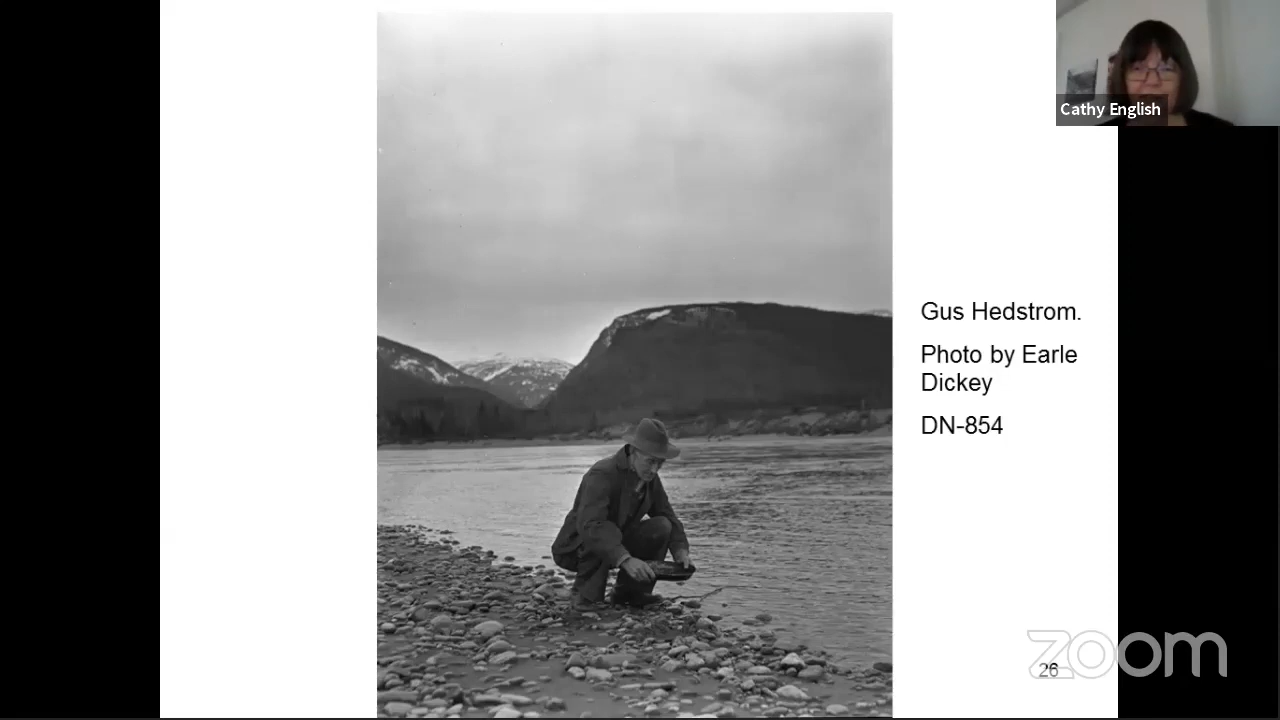 Cathy English
Gus Hedstrom.
Photo by Earle
Dickey
DN-854
26
zoom